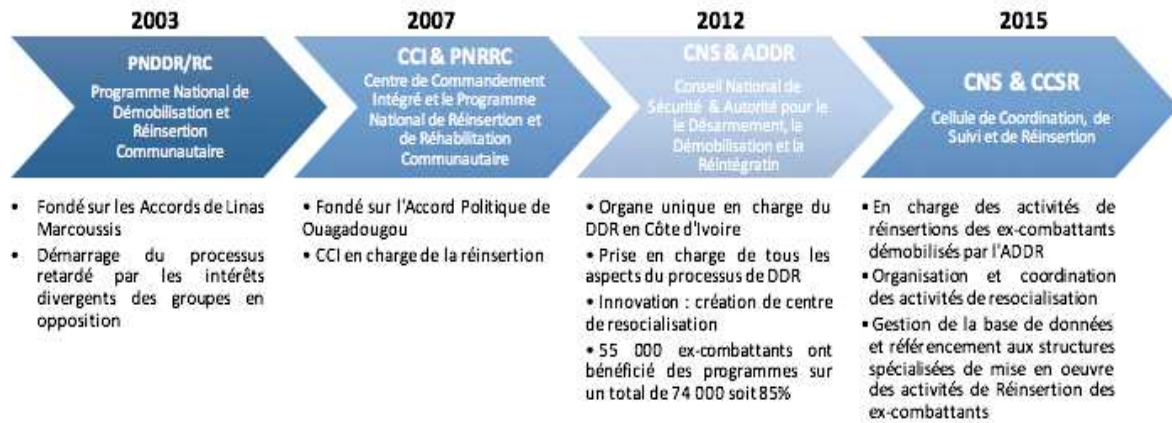 2003
PNDDR/RC
Programme National de
Démobilisation et
Réinsertion
Communautaire
• Fondé sur les Accords de Linas
Marcoussis
• Démarrage du processus
retardé par les intérêts
divergents des groupes en
opposition
2007
CCI & PNRRC
Centre de Commandement
Intégré et le Programme
National de Réinsertion et
de Réhabilitation
Communautaire
• Fondé sur l'Accord Politique de
Ouagadougou
• CCI en charge de la réinsertion
2012
CNS & ADDR
Conseil National de
Sécurité & Autorité pour le
le Désarmement, la
Démobilisation et la
Réintégratin
• Organe unique en charge du
DDR en Côte d'Ivoire
• Prise en charge de tous les
aspects du processus de DDR
• Innovation : création de centre
de resocialisation
• 55 000 ex-combattants ont
bénéficié des programmes sur
un total de 74 000 soit 85%
2015
CNS & CCSR
Cellule de Coordination, de
Suivi et de Réinsertion
▪ En charge des activités de
réinsertions des ex-combattants
démobilisés par l'ADDR
▪ Organisation et coordination
des activités de resocialisation
▪ Gestion de la base de données
et référencement aux structures
spécialisées de mise en oeuvre
des activités de Réinsertion des
ex-combattants